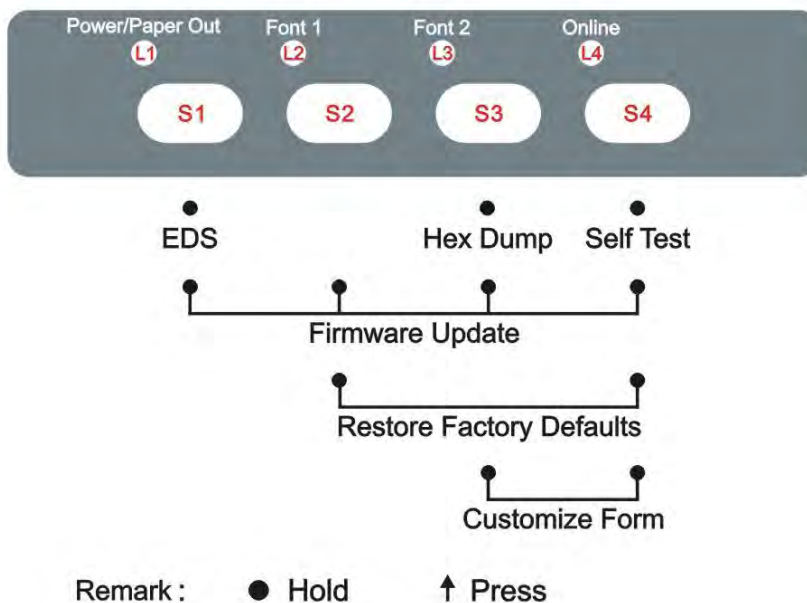 Power/Paper Out Font 1 Font 2 Online
L1 L2 L3 L4
S1 S2 S3 S4
EDS Hex Dump Self Test
Firmware Update
Restore Factory Defaults
Customize Form
Remark : Hold Press